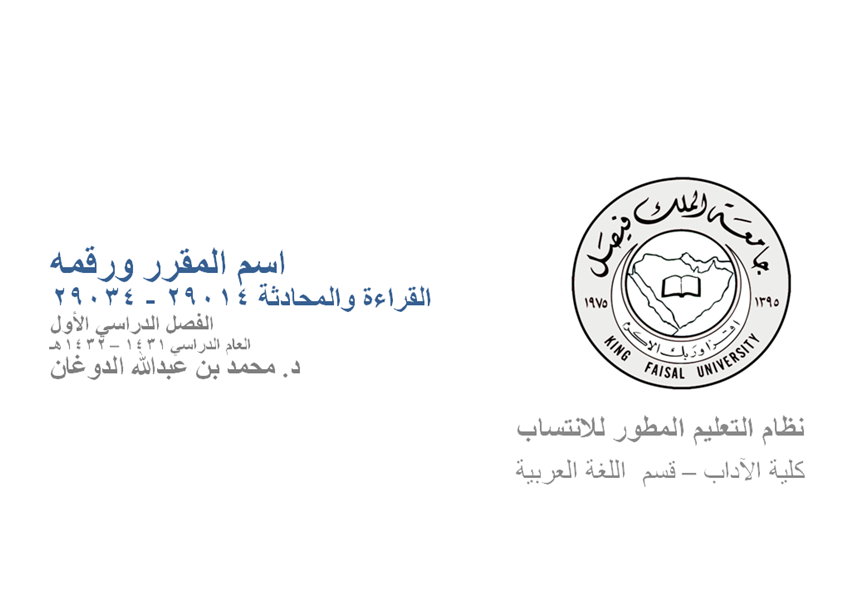 جامعة الملك فيصل
١٣٩٥
١٩٧٥
اقرأ وربك الأكرم
KING FAISAL UNIVERSITY
نظام التعليم المطور للانتساب
كلية الآداب – قسم اللغة العربية
اسم المقرر ورقمه
القراءة والمحادثة ٢٩٠١٤ - ٢٩٠٣٤
الفصل الدراسي الأول
العام الدراسي ١٤٣١ – ١٤٣٢هـ
د. محمد بن عبدالله الدوغان